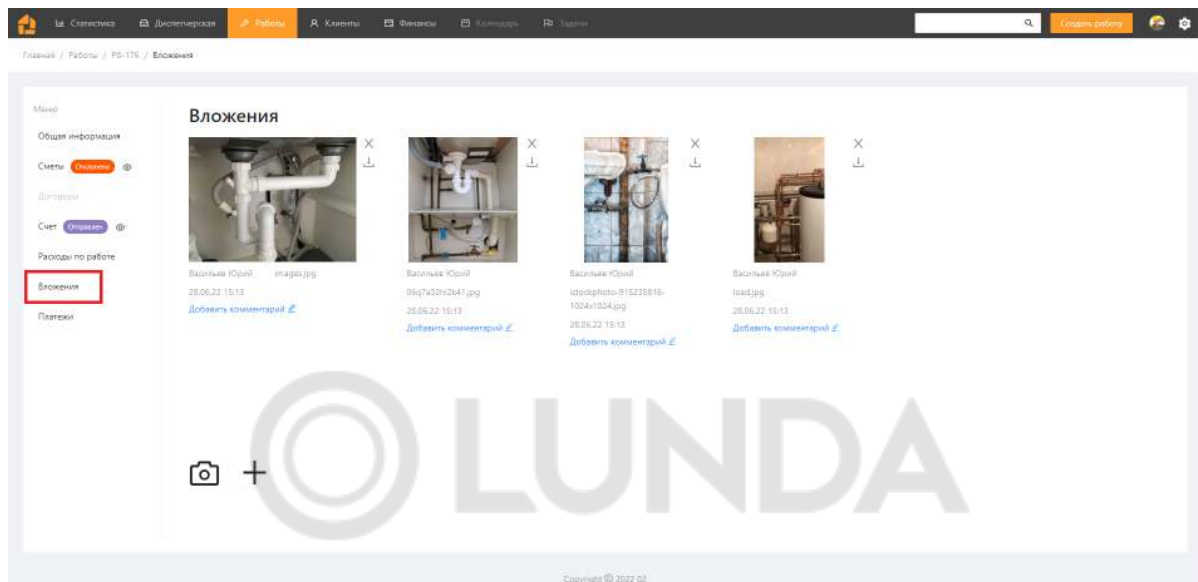 Статистика Диспетчерская Работы Клиенты Финансы Календарь Задачи Создать работу
Главная / Работы / РБ-176 / Вложения
Меню
Общая информация
Сметы Отклонено
Договоры
Счет Отправлен
Расходы по работе
Вложения
Платежи
Вложения
Васильев Юрий images.jpg
28.06.22 15:13
Добавить комментарий
Васильев Юрий
28.06.22 15:13
Добавить комментарий
Васильев Юрий
istockphoto-915235816-
1024x1024.jpg
28.06.22 15:13
Добавить комментарий
Васильев Юрий
load.jpg
28.06.22 15:13
Добавить комментарий
OLUNDA
Copyright © 2022 02